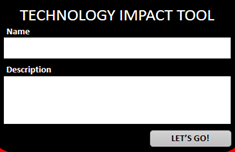 TECHNOLOGY IMPACT TOOL
Name
Description
LET'S GO!